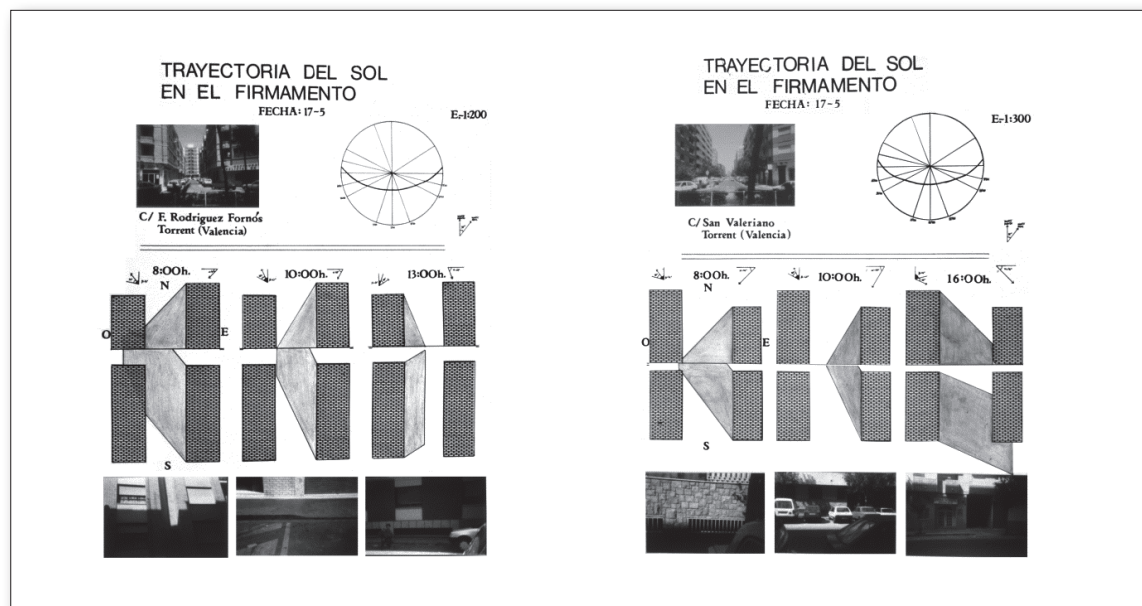 TRAYECTORIA DEL SOL
EN EL FIRMAMENTO
FECHA: 17-5
E.-1:200
C/ F. Rodriguez Fornós
Torrent (Valencia)
8:00h.
10:00h.
13:00h.
N
O
E
S
TRAYECTORIA DEL SOL
EN EL FIRMAMENTO
FECHA: 17-5
E.-1:300
C/ San Valeriano
Torrent (Valencia)
8:00h.
10:00h.
16:00h.
N
O
E
S